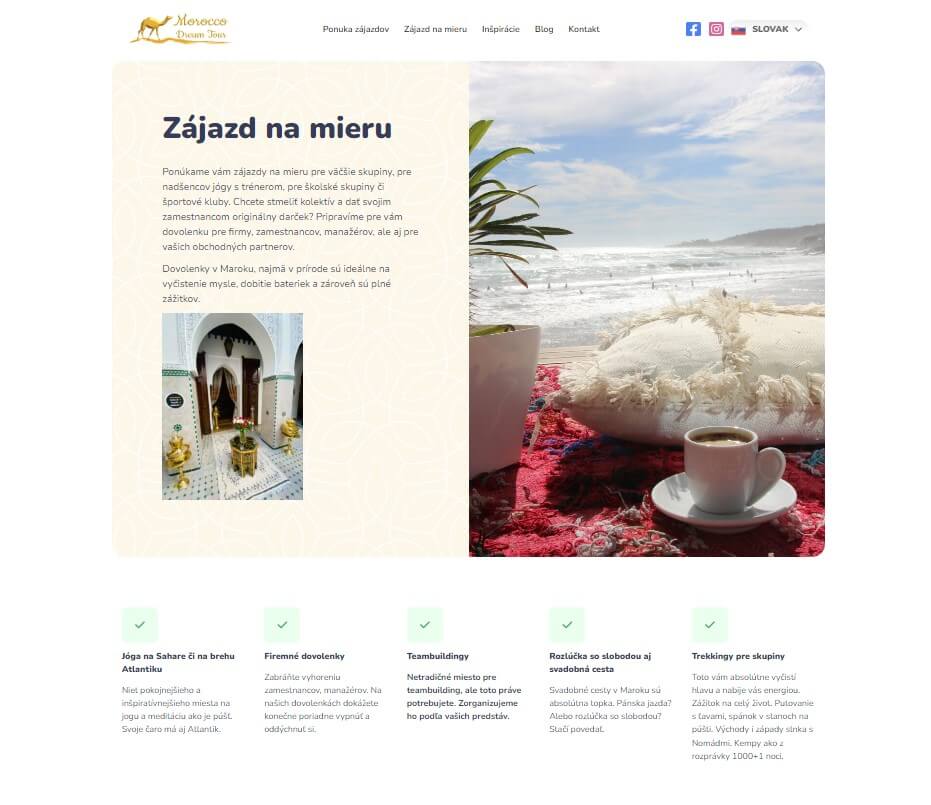 Morocco
Dream Tour
Ponuka zájazdov Zájazd na mieru Inšpirácie Blog Kontakt
SLOVAK
Zájazd na mieru
Ponúkame vám zájazdy na mieru pre väčšie skupiny, pre
nadšencov jógy s trénerom, pre školské skupiny či
športové kluby. Chcete stmeliť kolektív a dať svojim
zamestnancom originálny darček? Pripravíme pre vám
dovolenku pre firmy, zamestnancov, manažérov, ale aj pre
vašich obchodných partnerov.
Dovolenky v Maroku, najmä v prírode sú ideálne na
vyčistenie mysle, dobitie bateriek a zároveň sú plné
zážitkov.
Jóga na Sahare či na brehu
Atlantiku
Niet pokojnejšieho a
inšpiratívnejšieho miesta na
jogu a meditáciu ako je púšť.
Svoje čaro má aj Atlantik.
Firemné dovolenky
Zabráňte vyhoreniu
zamestnancov, manažérov. Na
našich dovolenkách dokážete
konečne poriadne vypnúť a
oddýchnuť si.
Teambuildingy
Netradičné miesto pre
teambuilding, ale toto práve
potrebujete. Zorganizujeme
ho podľa vašich predstáv.
Rozlúčka so slobodou aj
svadobná cesta
Svadobné cesty v Maroku sú
absolútna topka. Pánska jazda?
Alebo rozlúčka so slobodou?
Stačí povedať.
Trekkingy pre skupiny
Toto vám absolútne vyčistí
hlavu a nabije vás energiou.
Zážitok na celý život. Putovanie
s ťavami, spánok v stanoch na
púšti. Východy i západy slnka s
Nomádmi. Kempy ako z
rozprávky 1000+1 nocí.